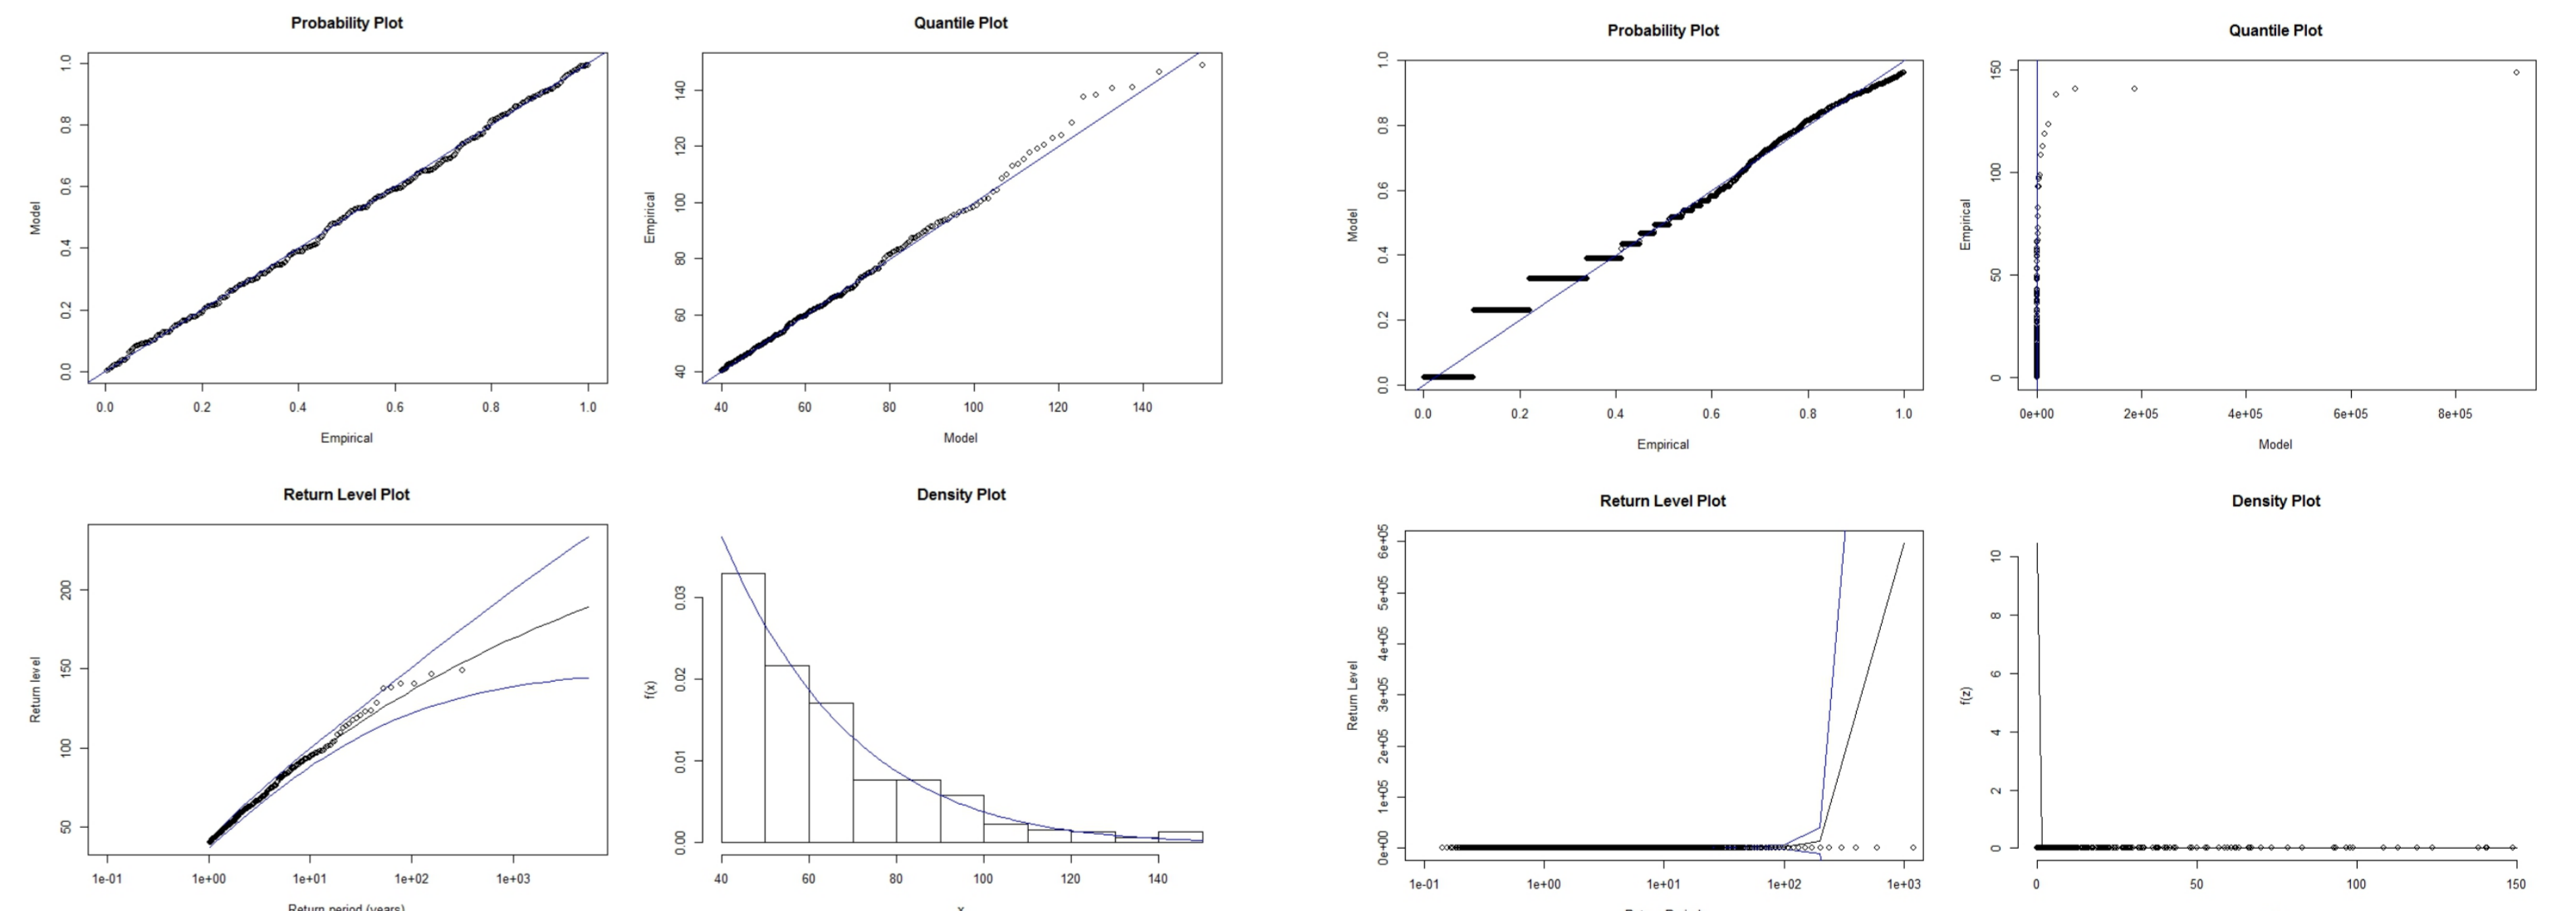 Probability Plot
Model
0.0 0.2 0.4 0.6 0.8 1.0
0.0 0.2 0.4 0.6 0.8 1.0
Empirical
Quantile Plot
Empirical
40 60 80 100 120 140
40 60 80 100 120 140
Model
Return Level Plot
Return level
50 100 150 200
1e-01 1e+00 1e+01 1e+02 1e+03
Return period (years)
Density Plot
f(x)
0.00 0.01 0.02 0.03
40 60 80 100 120 140
x
Probability Plot
Model
0.0 0.2 0.4 0.6 0.8 1.0
0.0 0.2 0.4 0.6 0.8 1.0
Empirical
Quantile Plot
Empirical
0 50 100 150
0e+00 2e+05 4e+05 6e+05 8e+05
Model
Return Level Plot
Return Level
0e+00 1e+05 2e+05 3e+05 4e+05 5e+05 6e+05
1e-01 1e+00 1e+01 1e+02 1e+03
Density Plot
f(z)
0 2 4 6 8 10
0 50 100 150